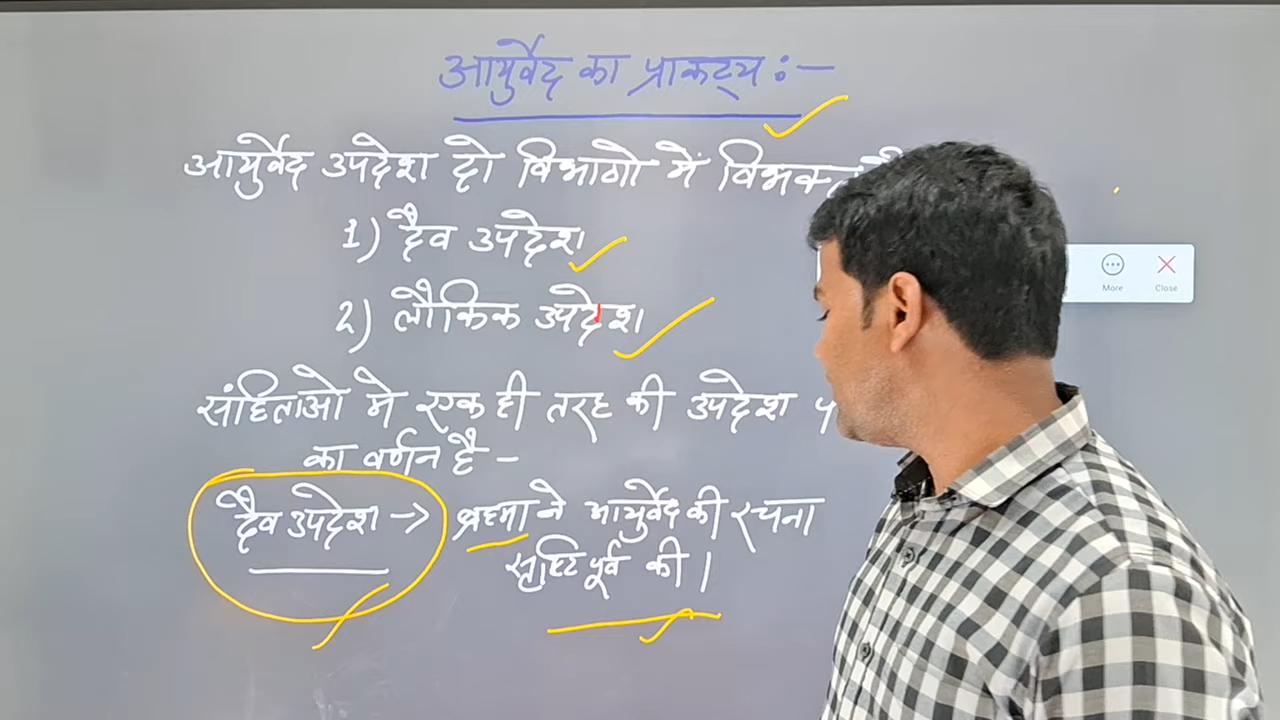 आयुर्वेद का प्राकट्य :-
आयुर्वेद उपदेश दो विभागो में विभक्त
1) दैव उपदेश
2) लौकिक उपदेश
More
Close
संहिताओ मे एक ही तरह की उपदेश
का वर्णन है -
दैव उपदेश → ब्रह्मा ने आयुर्वेद की रचना
सृष्टि पूर्व की।